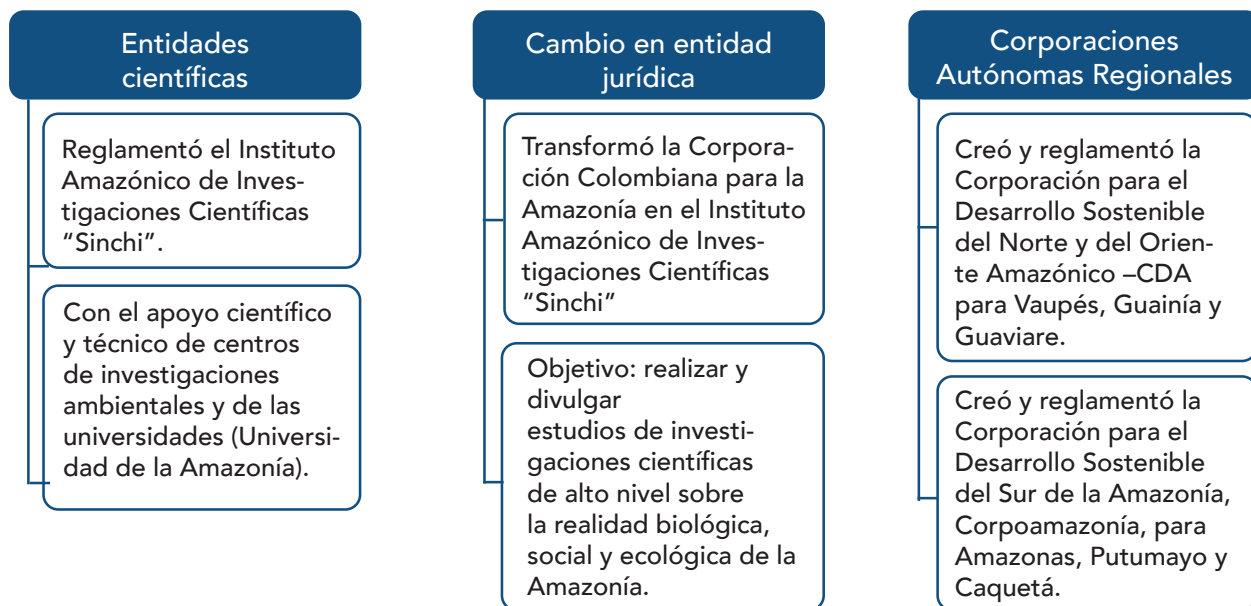 Entidades
científicas
Reglamentó el Instituto
Amazónico de Inves-
tigaciones Científicas
“Sinchi”.
Con el apoyo científico
y técnico de centros
de investigaciones
ambientales y de las
universidades (Universi-
dad de la Amazonía).
Cambio en entidad
jurídica
Transformó la Corpora-
ción Colombiana para la
Amazonía en el Instituto
Amazónico de Inves-
tigaciones Científicas
“Sinchi”
Objetivo: realizar y
divulgar
estudios de investi-
gaciones científicas
de alto nivel sobre
la realidad biológica,
social y ecológica de la
Amazonía.
Corporaciones
Autónomas Regionales
Creó y reglamentó la
Corporación para el
Desarrollo Sostenible
del Norte y del Orien-
te Amazónico –CDA
para Vaupés, Guainía y
Guaviare.
Creó y reglamentó la
Corporación para el
Desarrollo Sostenible
del Sur de la Amazonía,
Corpoamazonía, para
Amazonas, Putumayo y
Caquetá.